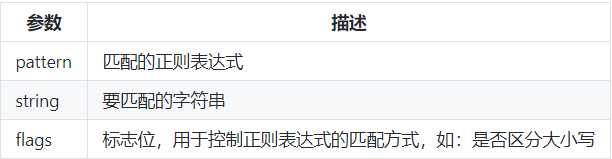 参数 描述
pattern 匹配的正则表达式
string 要匹配的字符串
flags 标志位，用于控制正则表达式的匹配方式，如：是否区分大小写